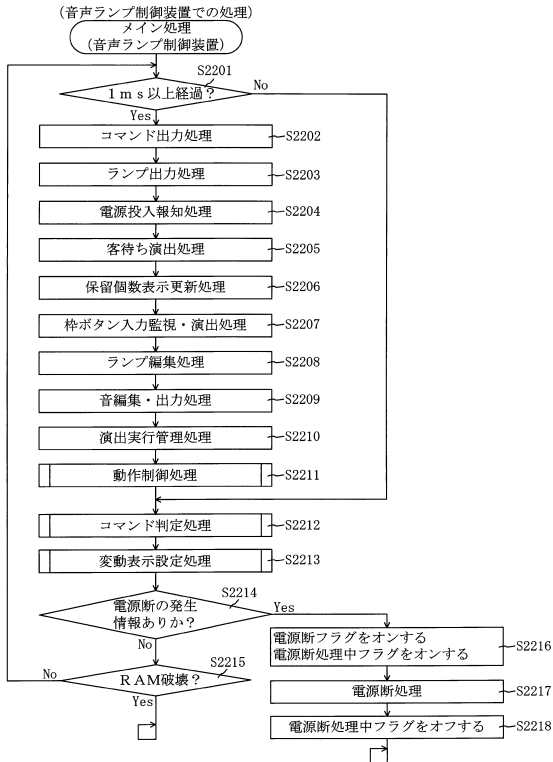 (音声ランプ制御装置での処理)
メイン処理
(音声ランプ制御装置)
S2201
1ms以上経過?
No
Yes
コマンド出力処理
S2202
ランプ出力処理
S2203
電源投入報知処理
S2204
客待ち演出処理
S2205
保留個数表示更新処理
S2206
枠ボタン入力監視・演出処理
S2207
ランプ編集処理
S2208
音編集・出力処理
S2209
演出実行管理処理
S2210
動作制御処理
S2211
コマンド判定処理
S2212
変動表示設定処理
S2213
S2214
電源断の発生
情報ありか?
Yes
No
電源断フラグをオンする
電源断処理中フラグをオンする
S2216
S2215
RAM破壊?
No
Yes
電源断処理
S2217
電源断処理中フラグをオフする
S2218